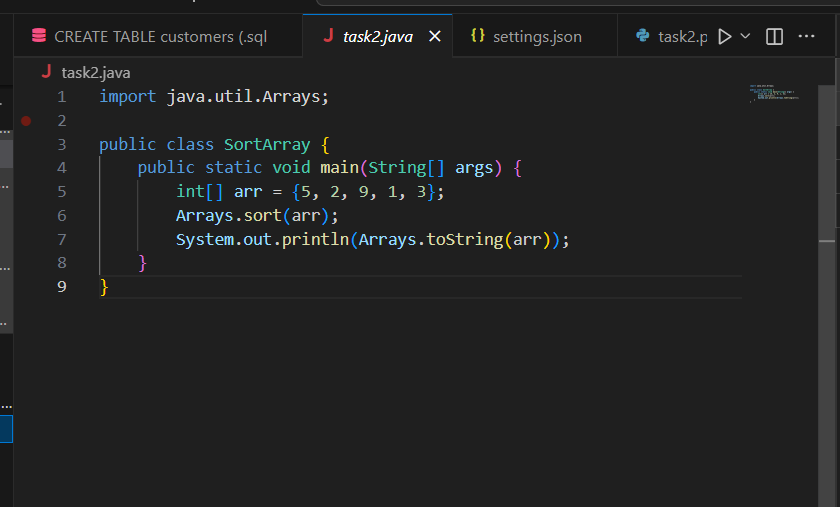 CREATE TABLE customers (.sql
J task2.java
{} settings.json
task2.p
J task2.java
1 import java.util.Arrays;
2
3 public class SortArray {
4     public static void main(String[] args) {
5         int[] arr = {5, 2, 9, 1, 3};
6         Arrays.sort(arr);
7         System.out.println(Arrays.toString(arr));
8     }
9 }